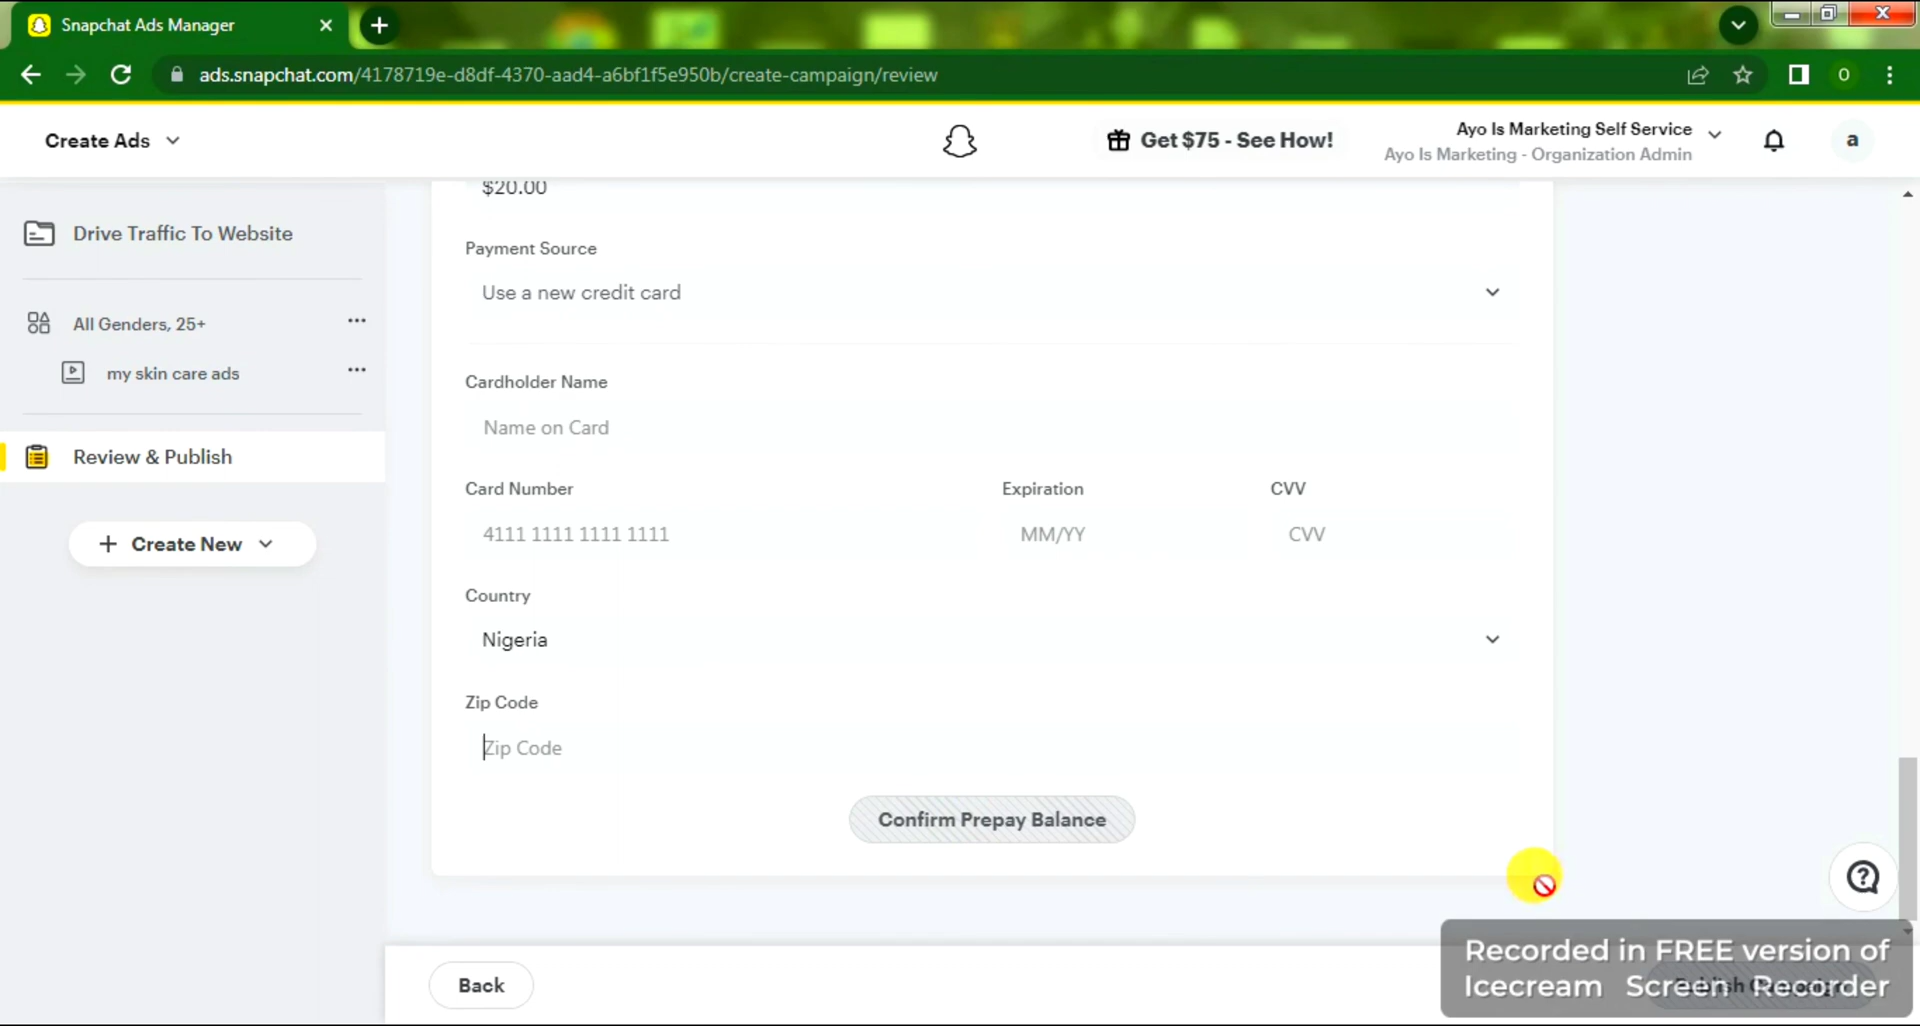 Snapchat Ads Manager
ads.snapchat.com/4178719e-d8df-4370-aad4-a6bf1f5e950b/create-campaign/review
O
Create Ads
Get $75 - See How!
Ayo Is Marketing Self Service
Ayo Is Marketing - Organization Admin
a
Drive Traffic To Website
All Genders, 25+
my skin care ads
Review & Publish
Create New
$20.00
Payment Source
Use a new credit card
Cardholder Name
Name on Card
Card Number
Expiration
CVV
4111 1111 1111 1111
MM/YY
CVV
Country
Nigeria
Zip Code
Zip Code
Confirm Prepay Balance
Back
Recorded in FREE version of
Icecream Screen Recorder